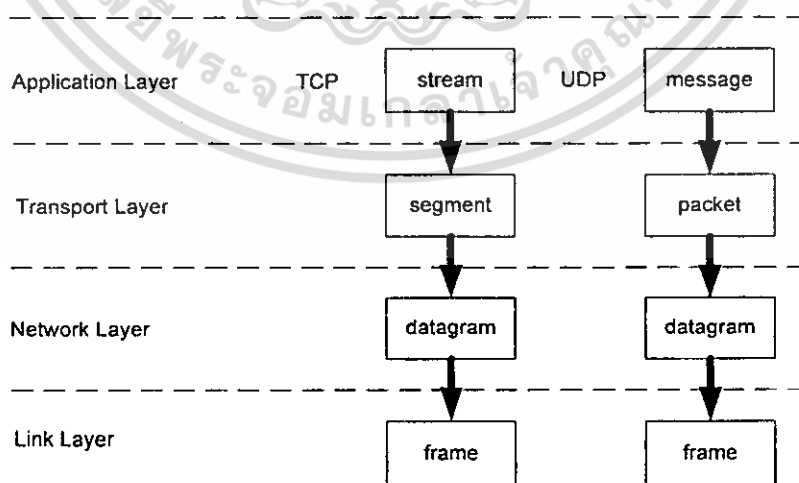 Application Layer TCP stream UDP message
Transport Layer segment packet
Network Layer datagram datagram
Link Layer frame frame